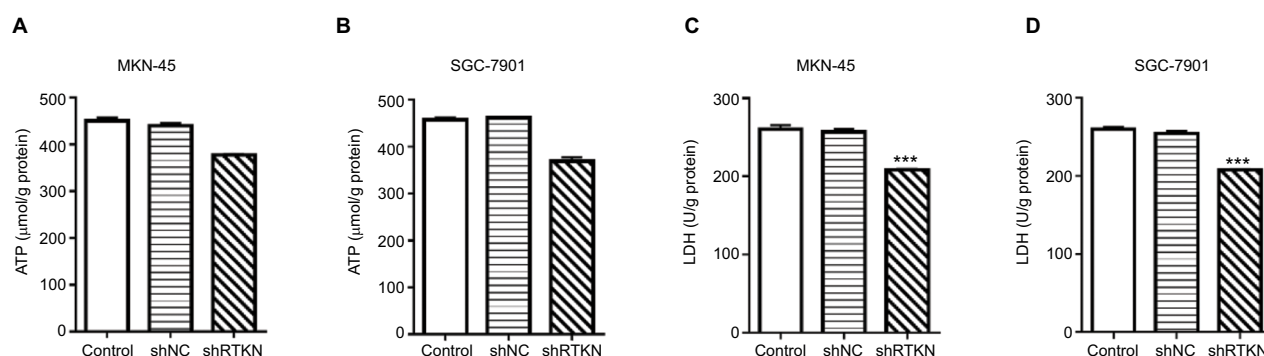 A
MKN-45
ATP (μmol/g protein)
500
400
300
200
100
0
Control shNC shRTKN
B
SGC-7901
ATP (μmol/g protein)
500
400
300
200
100
0
Control shNC shRTKN
C
MKN-45
LDH (U/g protein)
300
200
100
0
***
Control shNC shRTKN
D
SGC-7901
LDH (U/g protein)
300
200
100
0
***
Control shNC shRTKN